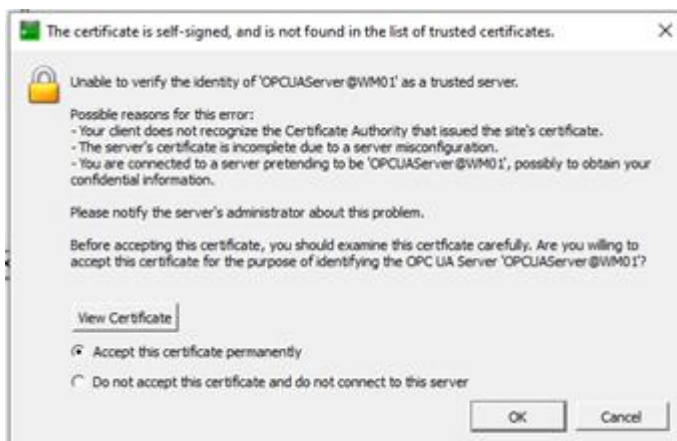 The certificate is self-signed, and is not found in the list of trusted certificates.
Unable to verify the identity of 'OPCUAServer@WM01' as a trusted server.
Possible reasons for this error:
- Your client does not recognize the Certificate Authority that issued the site's certificate.
- The server's certificate is incomplete due to a server misconfiguration.
- You are connected to a server pretending to be 'OPCUAServer@WM01', possibly to obtain your
confidential information.
Please notify the server's administrator about this problem.
Before accepting this certificate, you should examine this certficate carefully. Are you willing to
accept this certificate for the purpose of identifying the OPC UA Server 'OPCUAServer@WM01'?
View Certificate
Accept this certificate permanently
Do not accept this certificate and do not connect to this server
OK Cancel